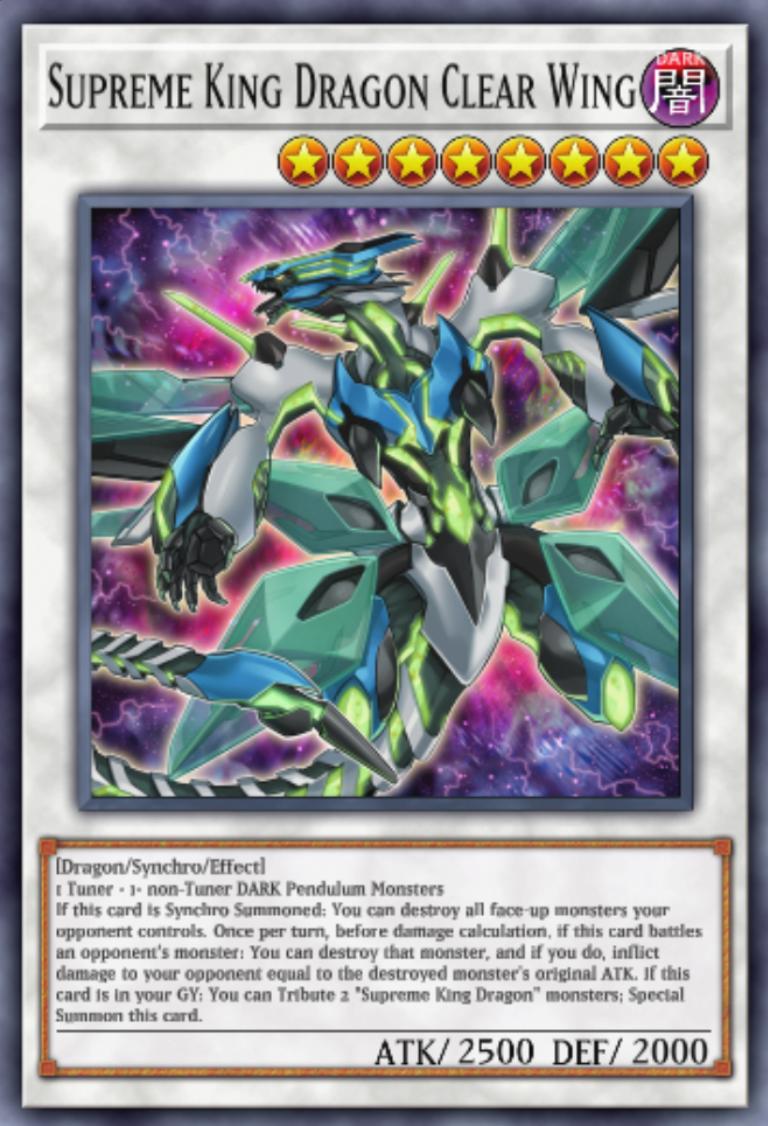 SUPREME KING DRAGON CLEAR WING
DARK
闇
[Dragon/Synchro/Effect]
1 Tuner + 1+ non-Tuner DARK Pendulum Monsters
If this card is Synchro Summoned: You can destroy all face-up monsters your
opponent controls. Once per turn, before damage calculation, if this card battles
an opponent's monster: You can destroy that monster, and if you do, inflict
damage to your opponent equal to the destroyed monster's original ATK. If this
card is in your GY: You can Tribute 2 "Supreme King Dragon" monsters; Special
Summon this card.
ATK/ 2500 DEF/ 2000